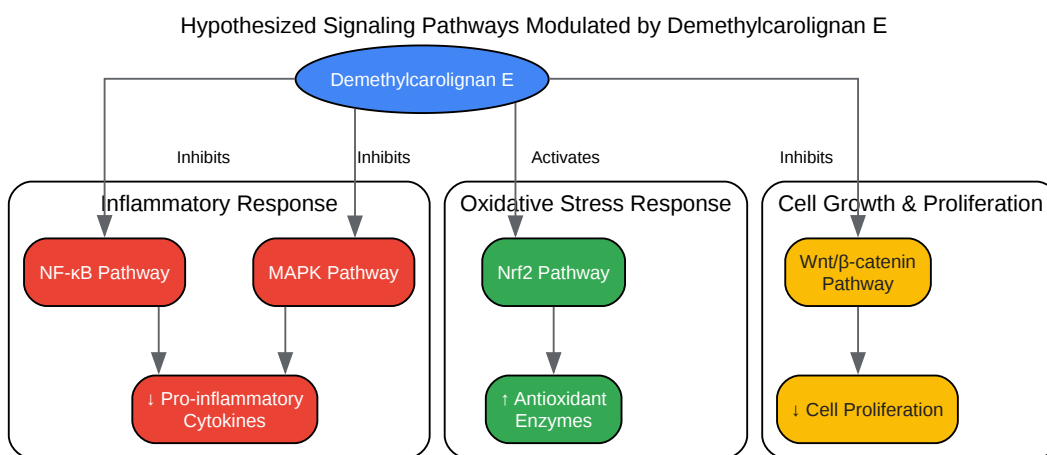 Hypothesized Signaling Pathways Modulated by Demethylcarolignan E
Demethylcarolignan E
Inhibits
Inhibits
Activates
Inhibits
Inflammatory Response
Oxidative Stress Response
Cell Growth & Proliferation
NF-κB Pathway
MAPK Pathway
Nrf2 Pathway
Wnt/β-catenin
Pathway
↓ Pro-inflammatory
Cytokines
↑ Antioxidant
Enzymes
↓ Cell Proliferation